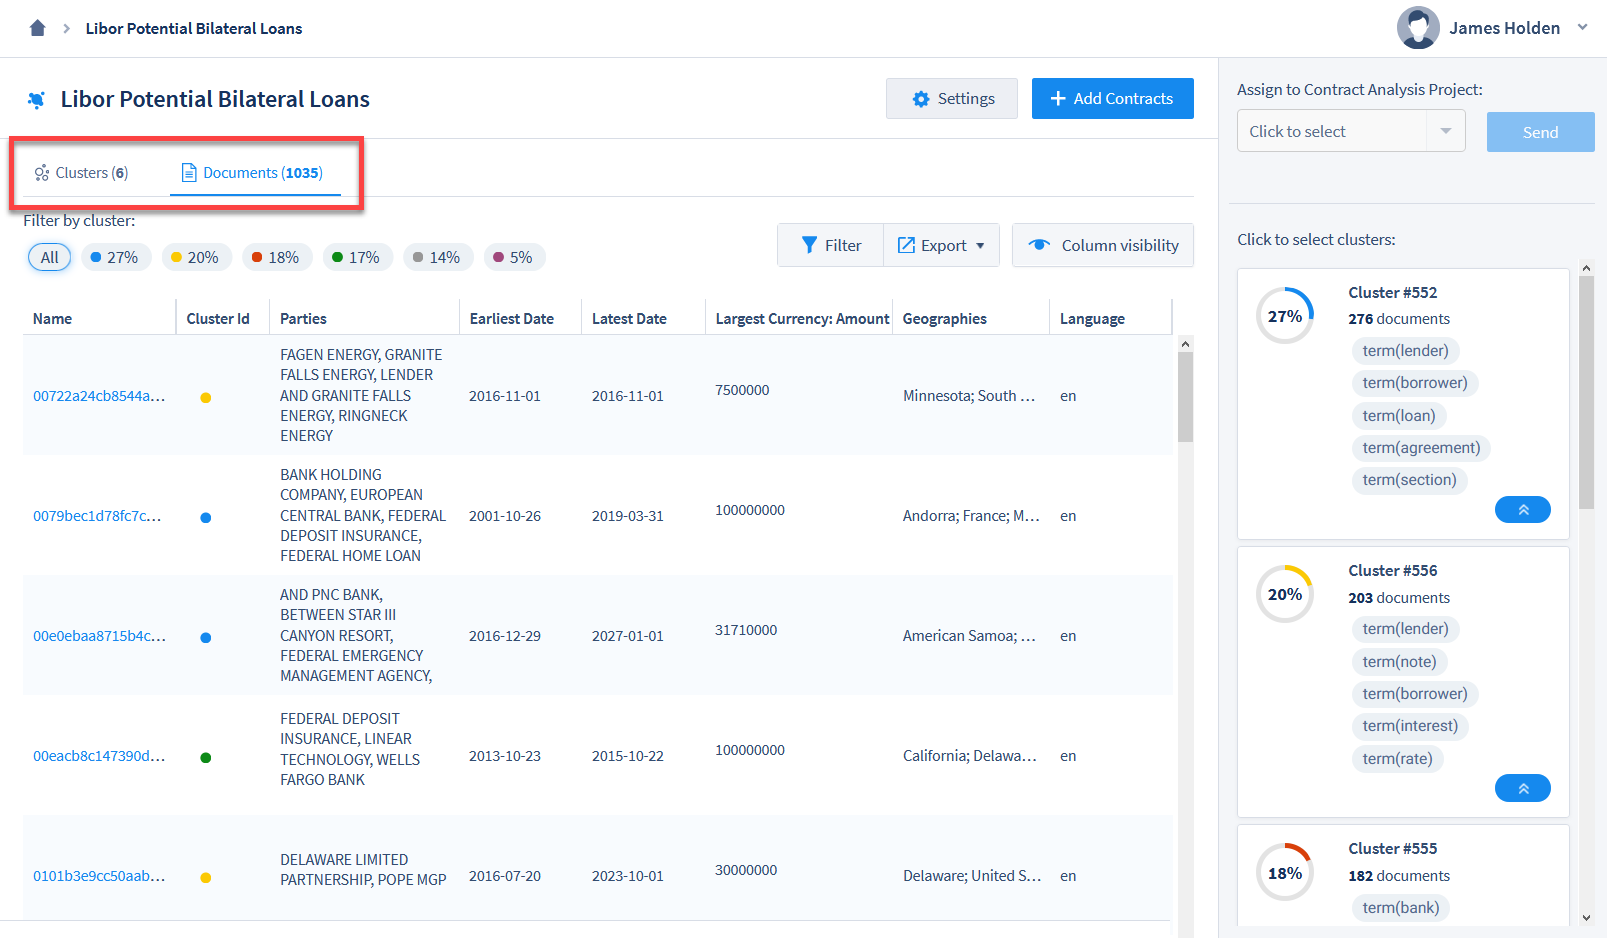 Libor Potential Bilateral Loans
James Holden
Libor Potential Bilateral Loans
Settings
Add Contracts
Clusters (6)
Documents (1035)
Filter by cluster:
All
27%
20%
18%
17%
14%
5%
Filter
Export
Column visibility
Name
Cluster Id
Parties
Earliest Date
Latest Date
Largest Currency: Amount
Geographies
Language
00722a24cb8544a...
FAGEN ENERGY, GRANITE
FALLS ENERGY, LENDER
AND GRANITE FALLS
ENERGY, RINGNECK
ENERGY
2016-11-01
2016-11-01
7500000
Minnesota; South ...
en
0079bec1d78fc7c...
BANK HOLDING
COMPANY, EUROPEAN
CENTRAL BANK, FEDERAL
DEPOSIT INSURANCE,
FEDERAL HOME LOAN
2001-10-26
2019-03-31
100000000
Andorra; France; M...
en
00e0ebaa8715b4c...
AND PNC BANK,
BETWEEN STAR III
CANYON RESORT,
FEDERAL EMERGENCY
MANAGEMENT AGENCY,
2016-12-29
2027-01-01
31710000
American Samoa; ...
en
00eacb8c147390d...
FEDERAL DEPOSIT
INSURANCE, LINEAR
TECHNOLOGY, WELLS
FARGO BANK
2013-10-23
2015-10-22
100000000
California; Delawa...
en
0101b3e9cc50aab...
DELAWARE LIMITED
PARTNERSHIP, POPE MGP
2016-07-20
2023-10-01
30000000
Delaware; United S...
en
Assign to Contract Analysis Project:
Click to select
Send
Click to select clusters:
27%
Cluster #552
276 documents
term(lender)
term(borrower)
term(loan)
term(agreement)
term(section)
20%
Cluster #556
203 documents
term(lender)
term(note)
term(borrower)
term(interest)
term(rate)
18%
Cluster #555
182 documents
term(bank)